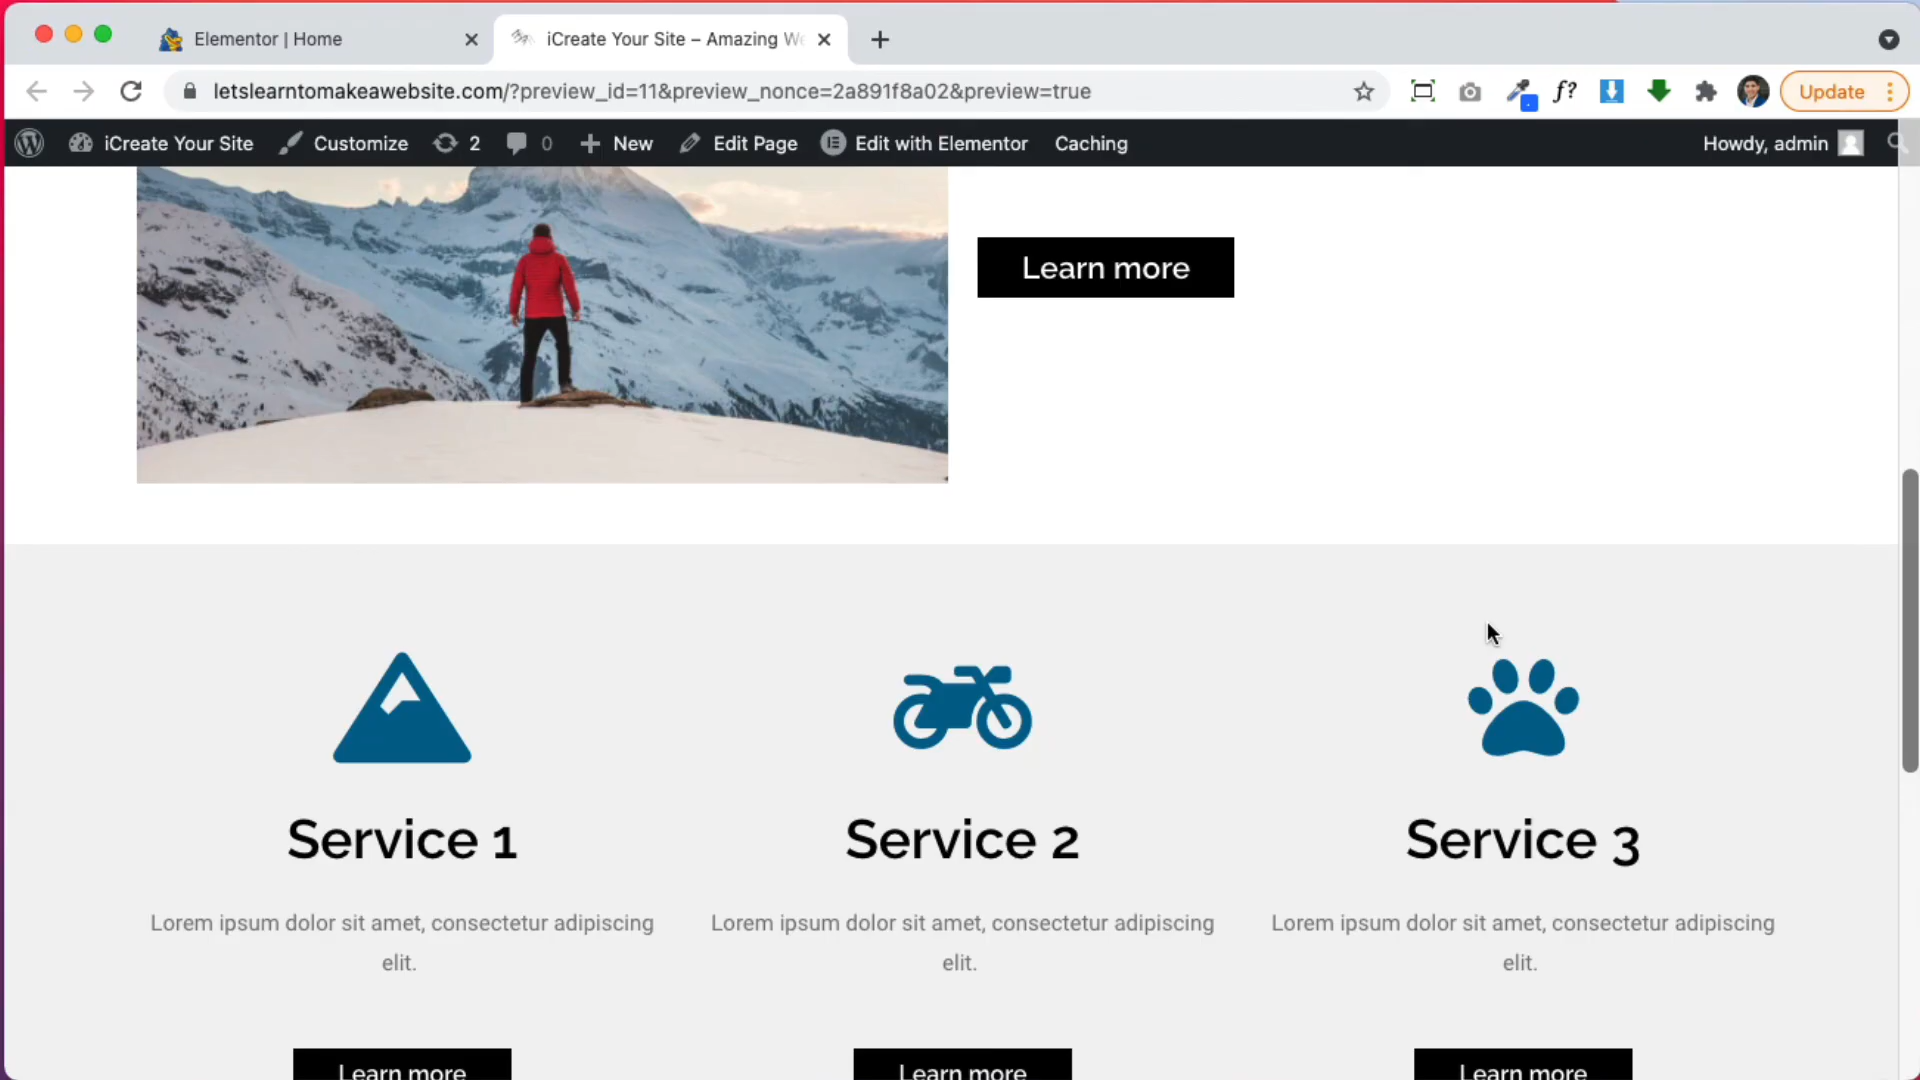 Elementor | Home
iCreate Your Site – Amazing We
letslearntomakeawebsite.com/?preview_id=11&preview_nonce=2a891f8a02&preview=true
f?
Update
iCreate Your Site
Customize
2
0
New
Edit Page
Edit with Elementor
Caching
Howdy, admin
Learn more
Service 1
Service 2
Service 3
Lorem ipsum dolor sit amet, consectetur adipiscing
elit.
Lorem ipsum dolor sit amet, consectetur adipiscing
elit.
Lorem ipsum dolor sit amet, consectetur adipiscing
elit.
Learn more
Learn more
Learn more